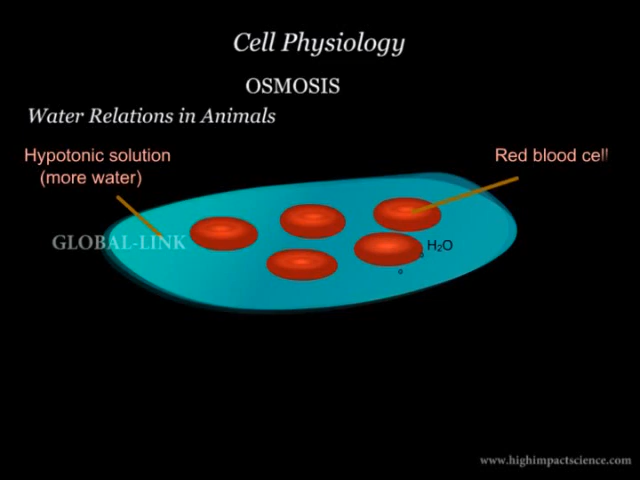 Cell Physiology
OSMOSIS
Water Relations in Animals
Hypotonic solution
(more water)
Red blood cell
GLOBAL-LINK
H₂O
www.highimpactscience.com